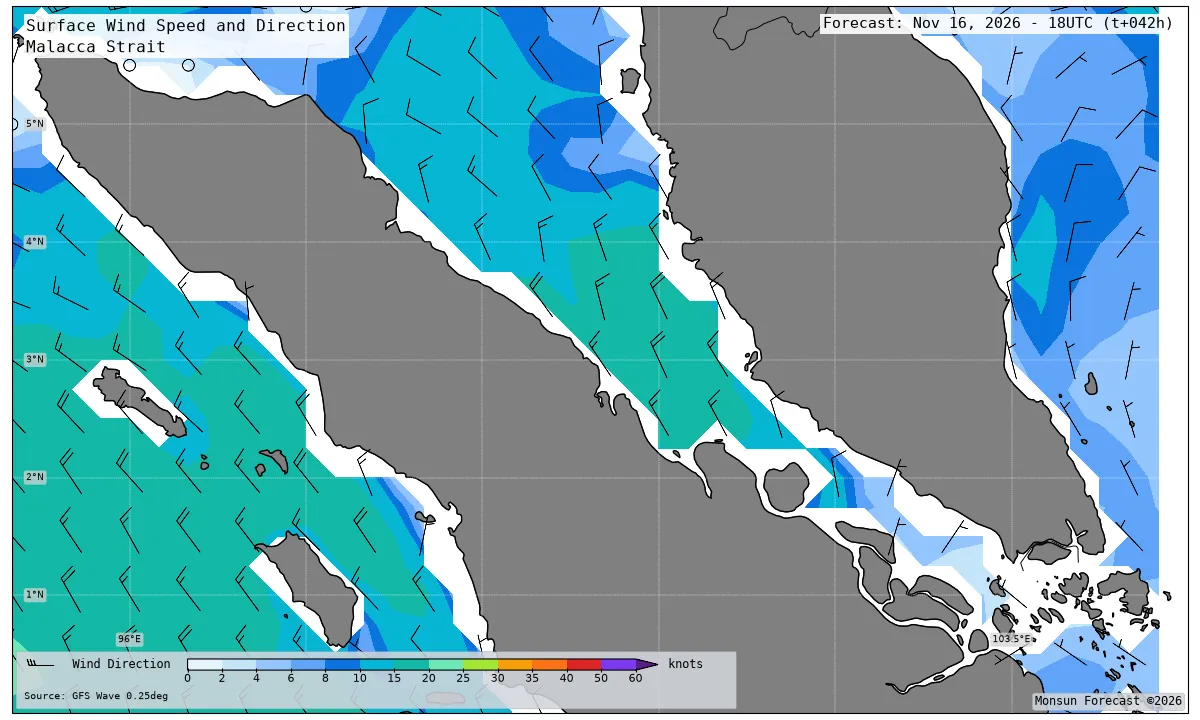 Surface Wind Speed and Direction
Malacca Strait
Forecast: Nov 16, 2026 - 18UTC (t+042h)
5°N
4°N
3°N
2°N
1°N
96°E
103.5°E
Wind Direction
0 2 4 6 8 10 15 20 25 30 35 40 50 60
knots
Source: GFS Wave 0.25deg
Monsun Forecast ©2026